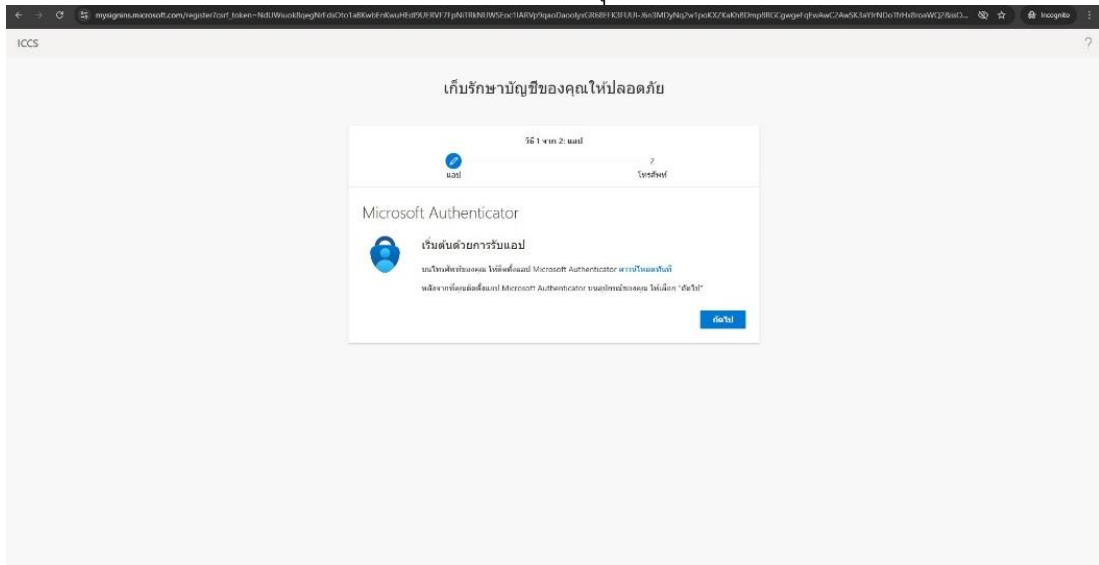 mysignins.microsoft.com/register?csrf_token=
Incognito
ICCS
?
เก็บรักษาบัญชีของคุณให้ปลอดภัย
วิธี 1 จาก 2: แอป
2
แอป
โทรศัพท์
Microsoft Authenticator
เริ่มต้นด้วยการรับแอป
บนโทรศัพท์ของคุณ ให้ติดตั้งแอป Microsoft Authenticator ดาวน์โหลดทันที
หลังจากที่คุณติดตั้งแอป Microsoft Authenticator บนอุปกรณ์ของคุณ ให้เลือก "ถัดไป"
ถัดไป